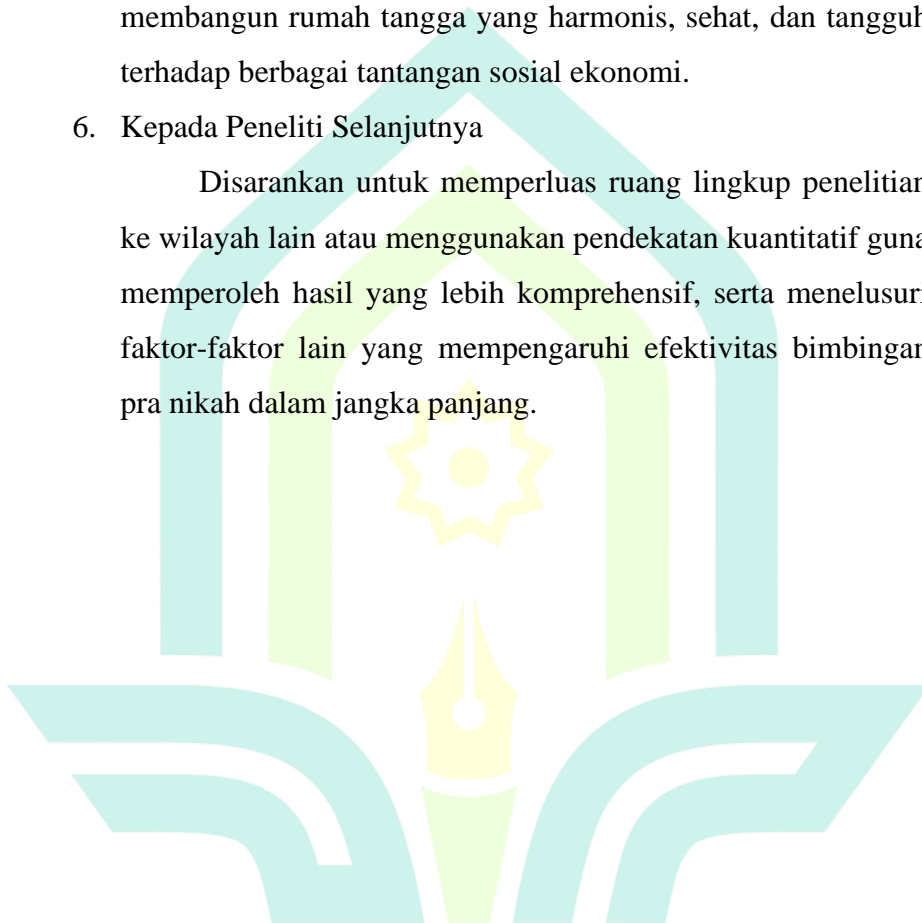 membangun rumah tangga yang harmonis, sehat, dan tangguh
terhadap berbagai tantangan sosial ekonomi.
6. Kepada Peneliti Selanjutnya
Disarankan untuk memperluas ruang lingkup penelitian
ke wilayah lain atau menggunakan pendekatan kuantitatif guna
memperoleh hasil yang lebih komprehensif, serta menelusuri
faktor-faktor lain yang mempengaruhi efektivitas bimbingan
pra nikah dalam jangka panjang.